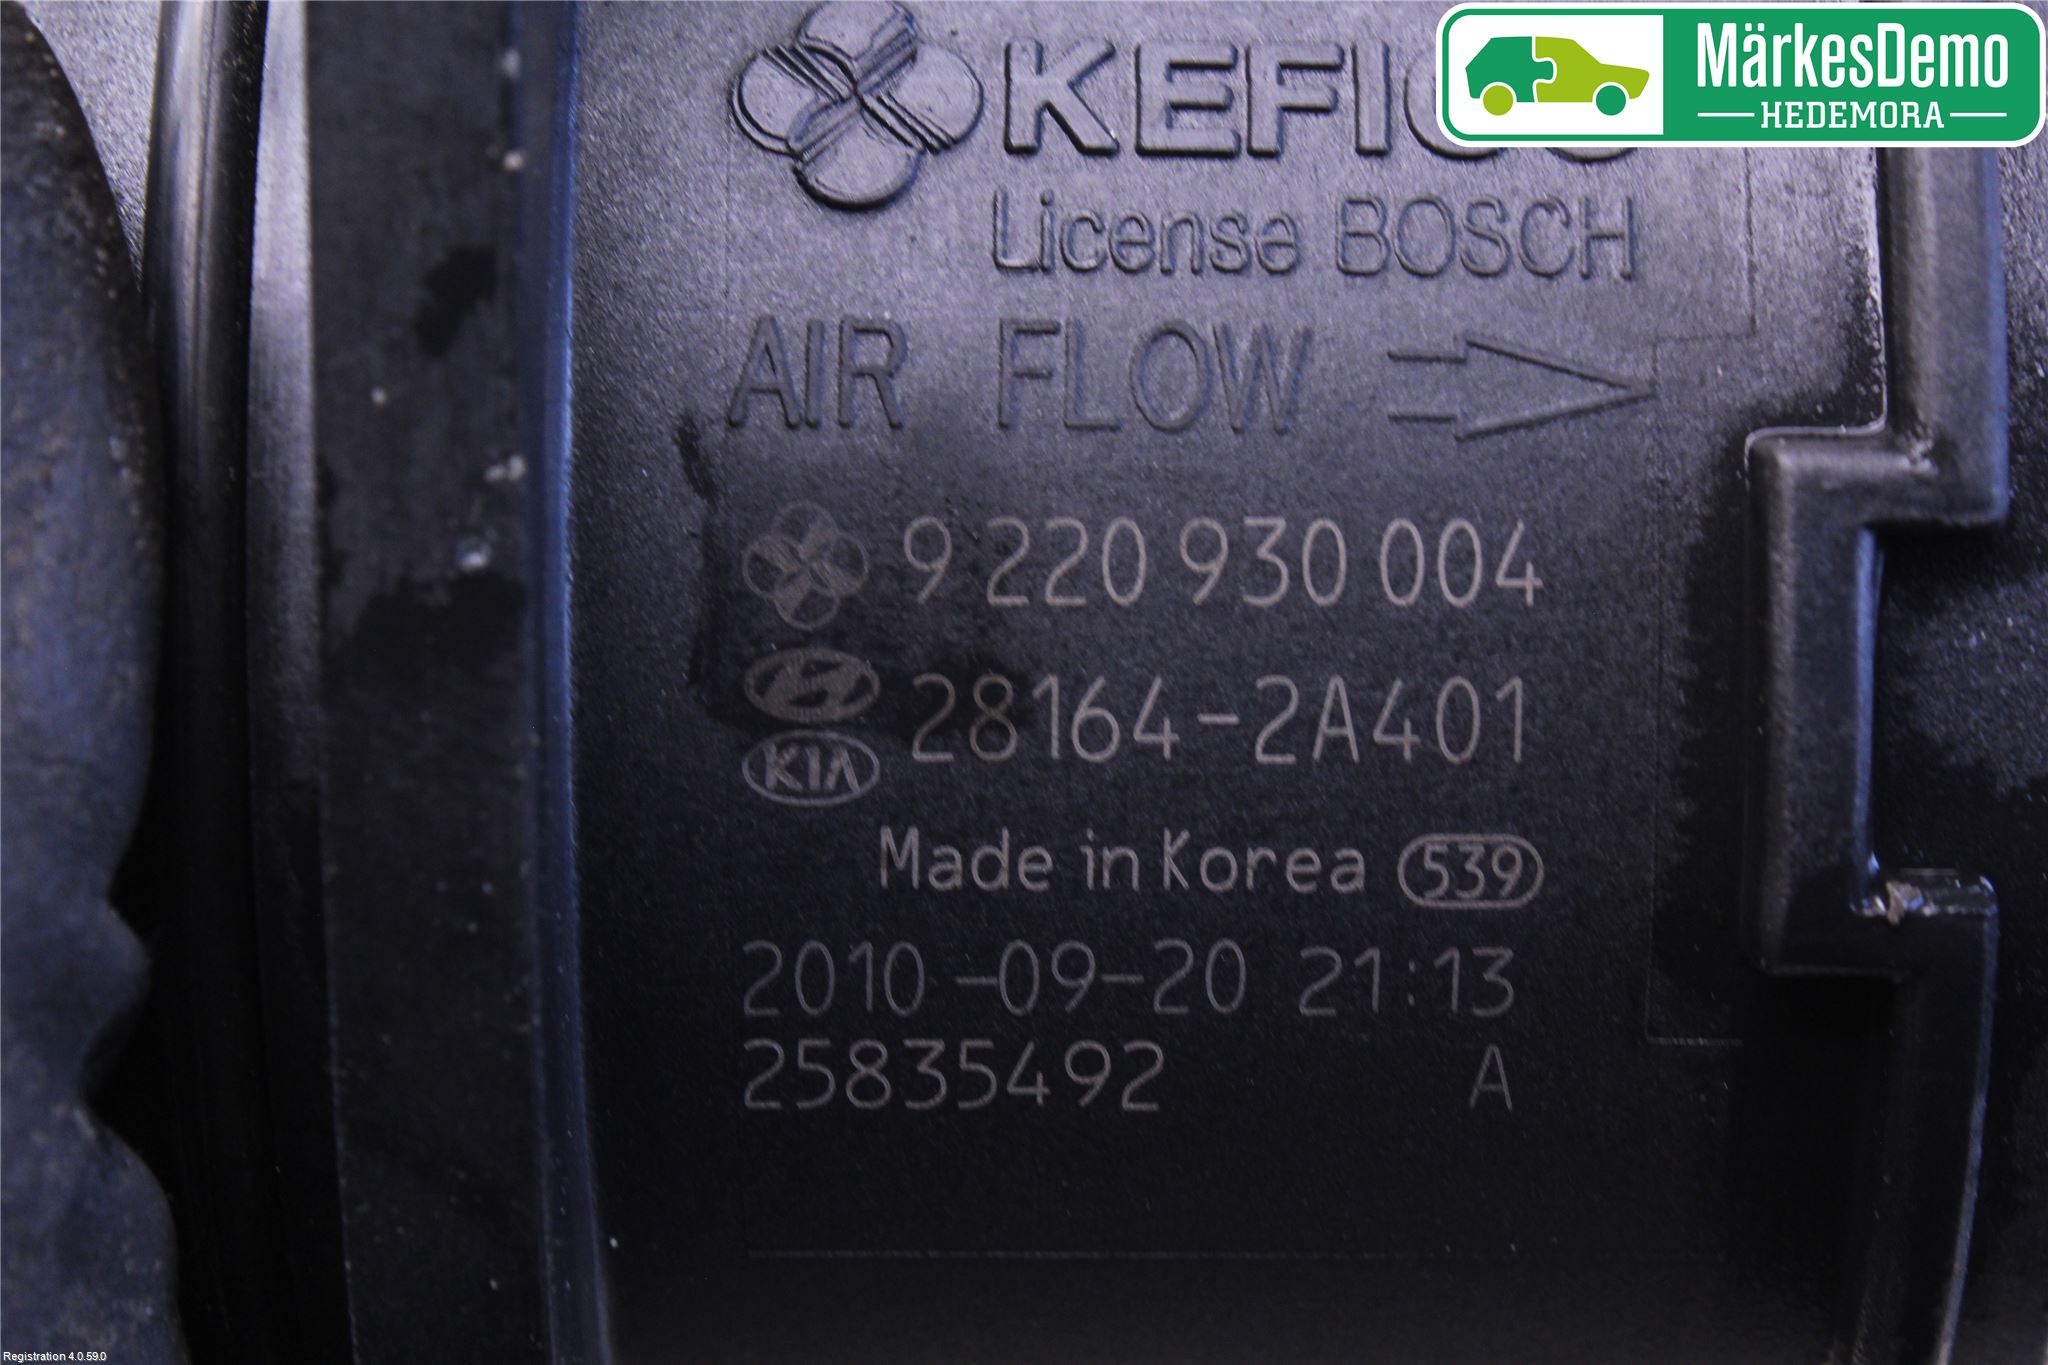 MärkesDemo
HEDEMORA
KEFICO
License BOSCH
AIR FLOW
9 220 930 004
28164-2A401
KIA
Made in Korea 539
2010-09-20 21:13
25835492 A
Registration 4.0.59.0